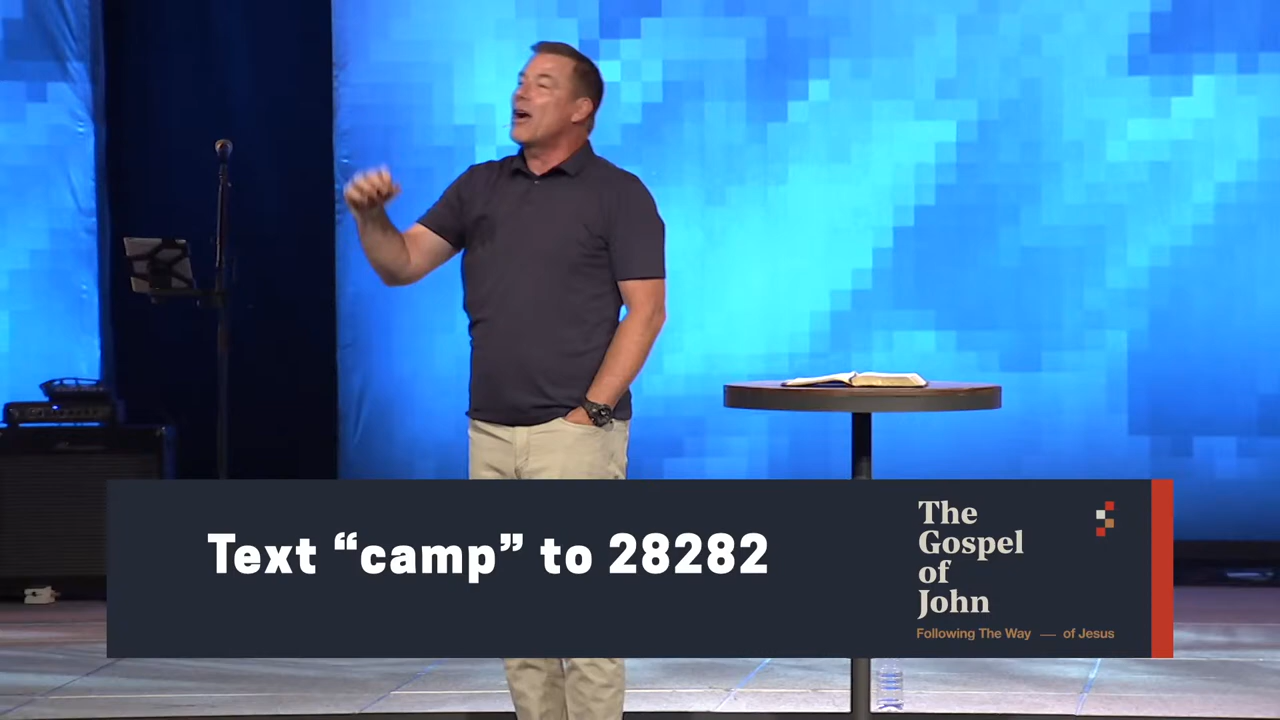 Text “camp” to 28282
The
Gospel
of
John
Following The Way — of Jesus